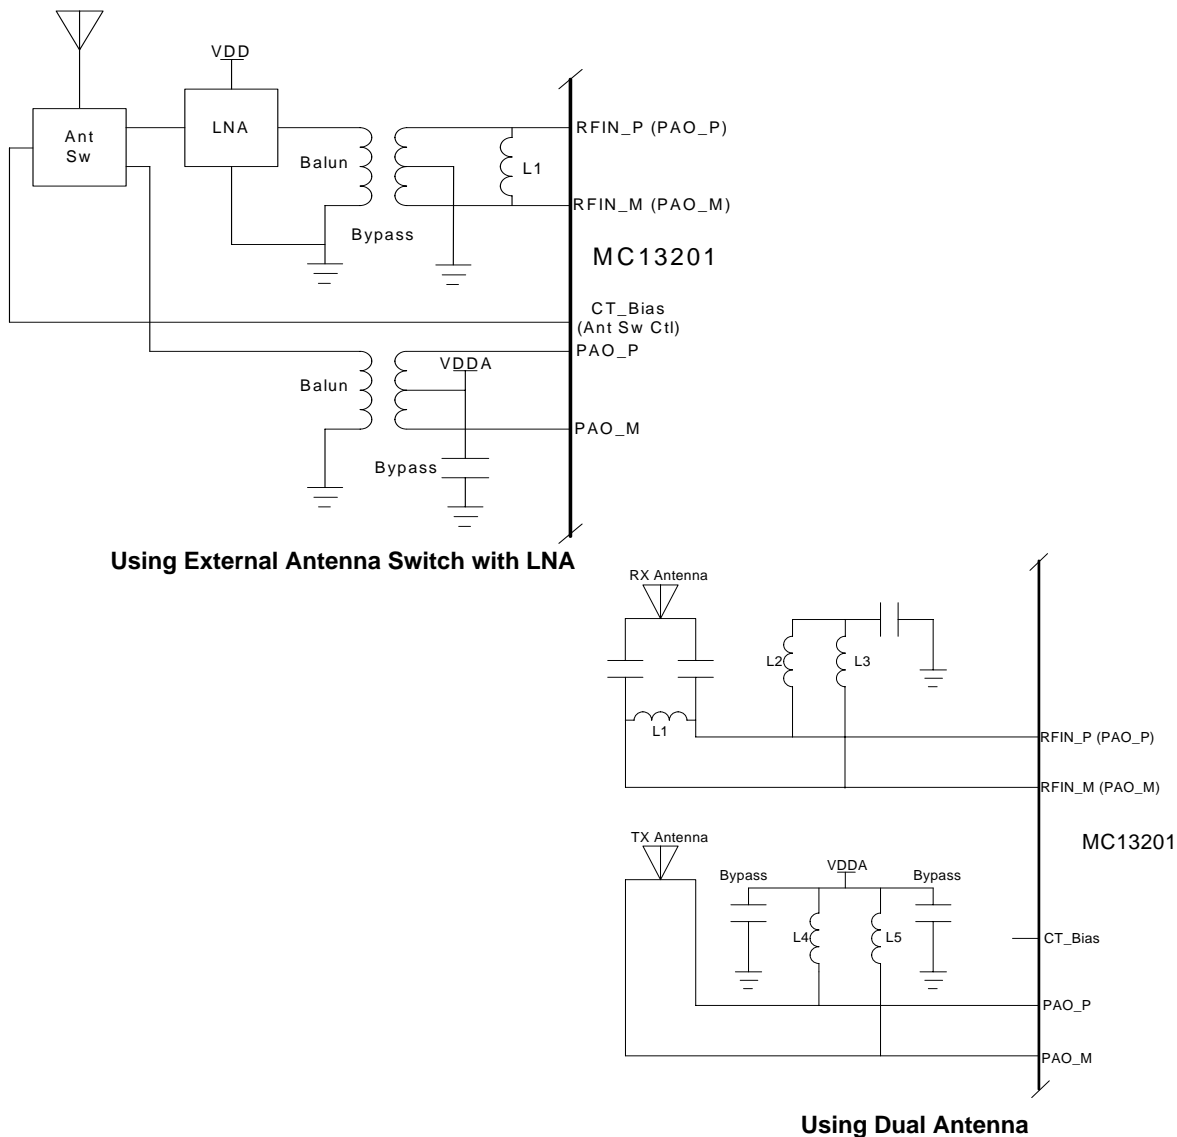 VDD
Ant
Sw
LNA
RFIN_P (PAO_P)
Balun
L1
RFIN_M (PAO_M)
Bypass
MC13201
CT_Bias
(Ant Sw Ctl)
PAO_P
VDDA
Balun
PAO_M
Bypass
Using External Antenna Switch with LNA
RX Antenna
L2
L3
L1
RFIN_P (PAO_P)
RFIN_M (PAO_M)
TX Antenna
MC13201
VDDA
Bypass
Bypass
L4
L5
CT_Bias
PAO_P
PAO_M
Using Dual Antenna